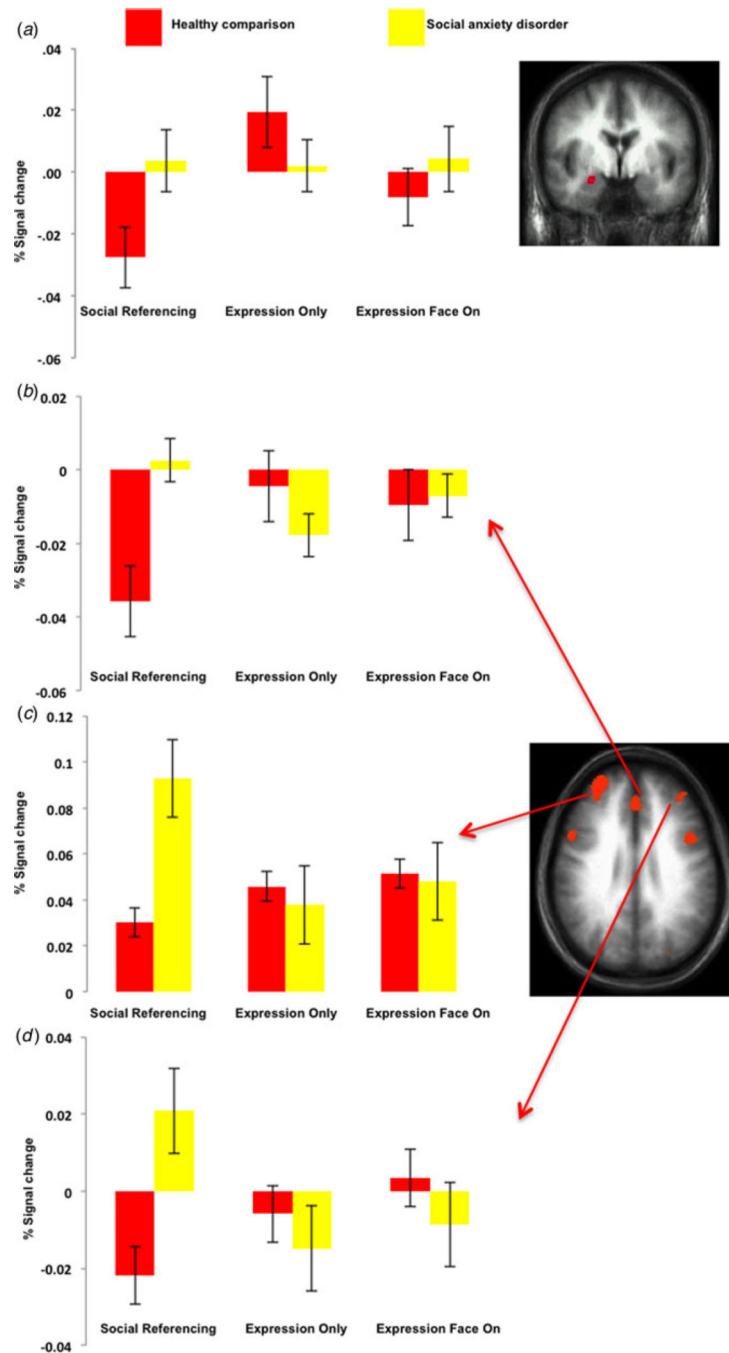 (a)
Healthy comparison
Social anxiety disorder
.04
.02
.00
-.02
-.04
-.06
% Signal change
Social Referencing
Expression Only
Expression Face On
(b)
0.02
0
-0.02
-0.04
-0.06
% Signal change
Social Referencing
Expression Only
Expression Face On
(c)
0.12
0.1
0.08
0.06
0.04
0.02
0
% Signal change
Social Referencing
Expression Only
Expression Face On
(d)
0.04
0.02
0
-0.02
-0.04
% Signal change
Social Referencing
Expression Only
Expression Face On